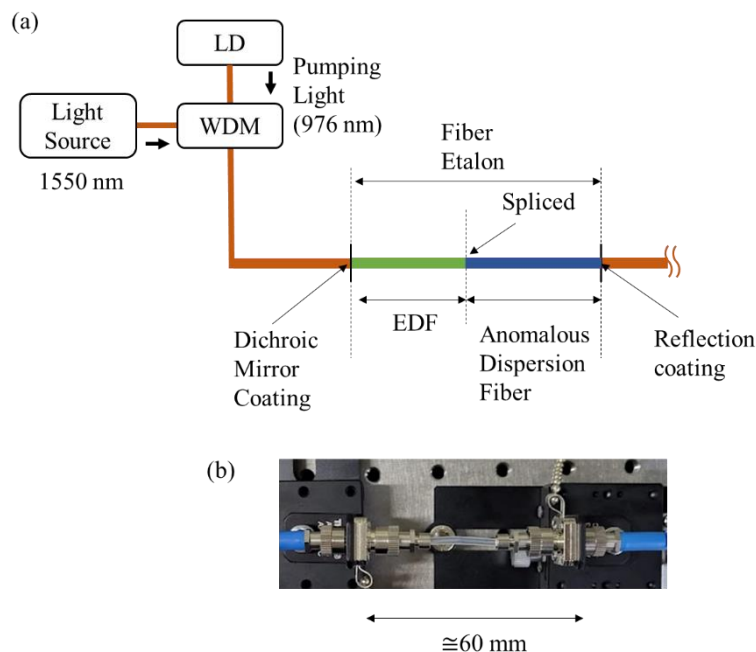 (a)
LD
Pumping
Light
(976 nm)
Light
Source
WDM
1550 nm
Fiber
Etalon
Spliced
EDF
Dichroic
Mirror
Coating
Anomalous
Dispersion
Fiber
Reflection
coating
(b)
≅60 mm